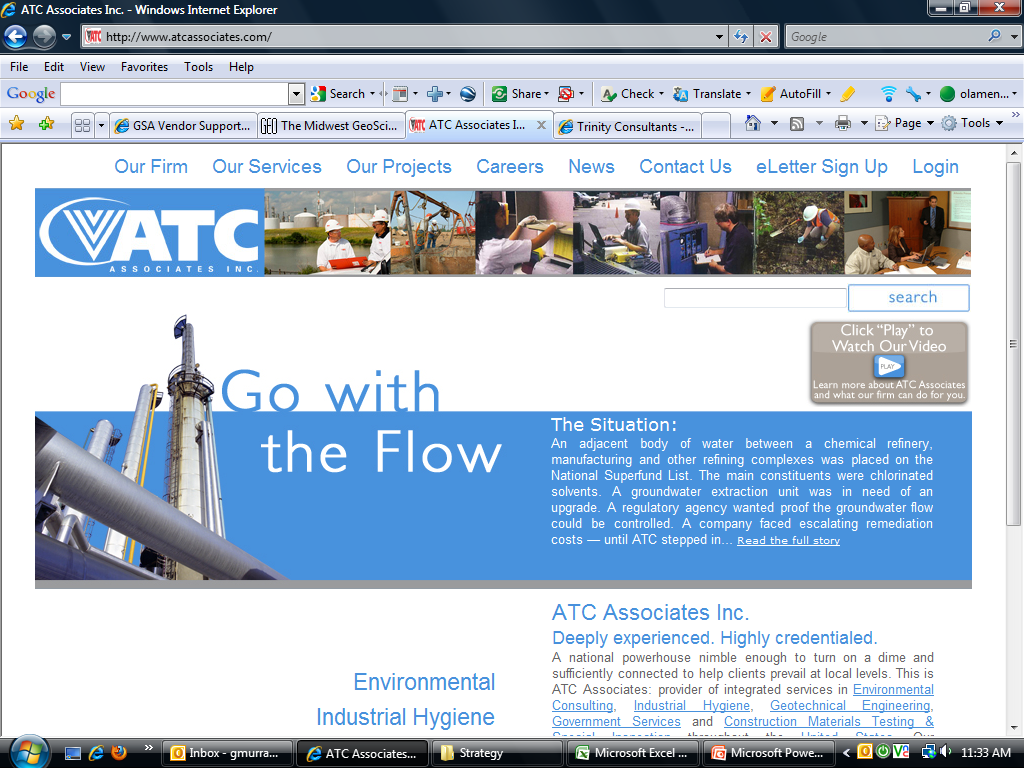 ATC Associates Inc. - Windows Internet Explorer
http://www.atcassociates.com/
Google
File Edit View Favorites Tools Help
Google Search Share Check Translate AutoFill olamen...
GSA Vendor Support... The Midwest GeoSci... ATC Associates I... Trinity Consultants -... Page Tools
Our Firm Our Services Our Projects Careers News Contact Us eLetter Sign Up Login
ATC
ASSOCIATES INC.
search
Click “Play” to
Watch Our Video
PLAY
Learn more about ATC Associates
and what our firm can do for you.
Go with
the Flow
The Situation:
An adjacent body of water between a chemical refinery,
manufacturing and other refining complexes was placed on the
National Superfund List. The main constituents were chlorinated
solvents. A groundwater extraction unit was in need of an
upgrade. A regulatory agency wanted proof the groundwater flow
could be controlled. A company faced escalating remediation
costs — until ATC stepped in... Read the full story
ATC Associates Inc.
Deeply experienced. Highly credentialed.
A national powerhouse nimble enough to turn on a dime and
sufficiently connected to help clients prevail at local levels. This is
ATC Associates: provider of integrated services in Environmental
Consulting, Industrial Hygiene, Geotechnical Engineering,
Government Services and Construction Materials Testing &
Special Inspection throughout the United States. Our
Environmental
Industrial Hygiene
Inbox - gmurra... ATC Associates... Strategy Microsoft Excel ... Microsoft Powe... 11:33 AM